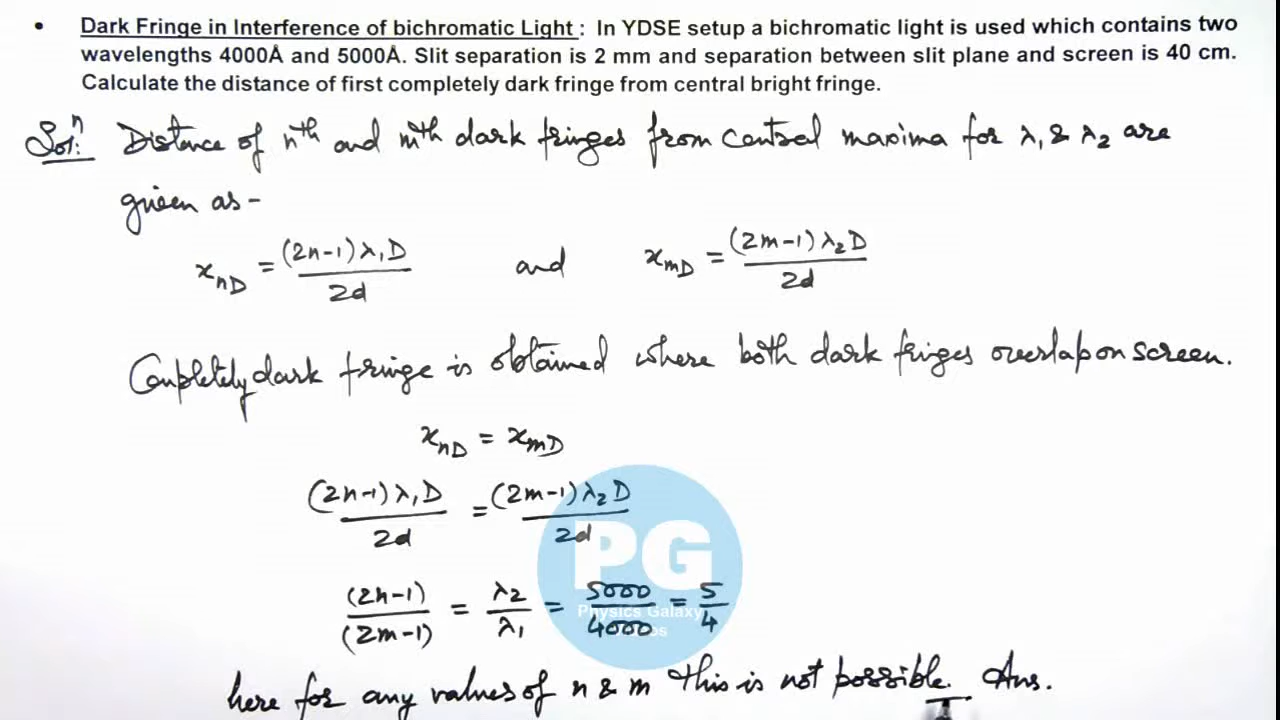 • Dark Fringe in Interference of bichromatic Light : In YDSE setup a bichromatic light is used which contains two
wavelengths 4000Å and 5000Å. Slit separation is 2 mm and separation between slit plane and screen is 40 cm.
Calculate the distance of first completely dark fringe from central bright fringe.
Solⁿ: Distance of nth and mth dark fringes from central maxima for λ₁ & λ₂ are
given as-
x_nD = (2n-1)λ₁D / 2d and x_mD = (2m-1)λ₂D / 2d
Completely dark fringe is obtained where both dark fringes overlap on screen.
x_nD = x_mD
(2n-1)λ₁D / 2d = (2m-1)λ₂D / 2d
(2n-1) / (2m-1) = λ₂ / λ₁ = 5000 / 4000 = 5 / 4
PG
Physics Galaxy
here for any values of n & m this is not possible. Ans.